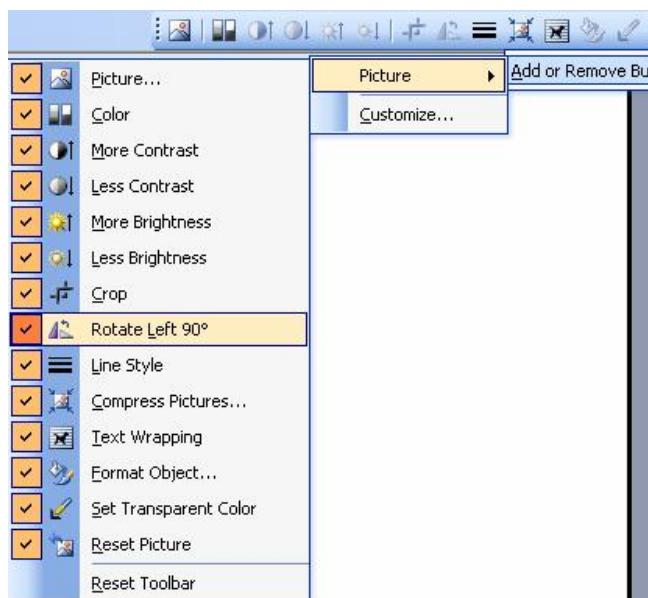 Picture...
Color
More Contrast
Less Contrast
More Brightness
Less Brightness
Crop
Rotate Left 90°
Line Style
Compress Pictures...
Text Wrapping
Format Object...
Set Transparent Color
Reset Picture
Reset Toolbar
Picture
Customize...
Add or Remove Bu